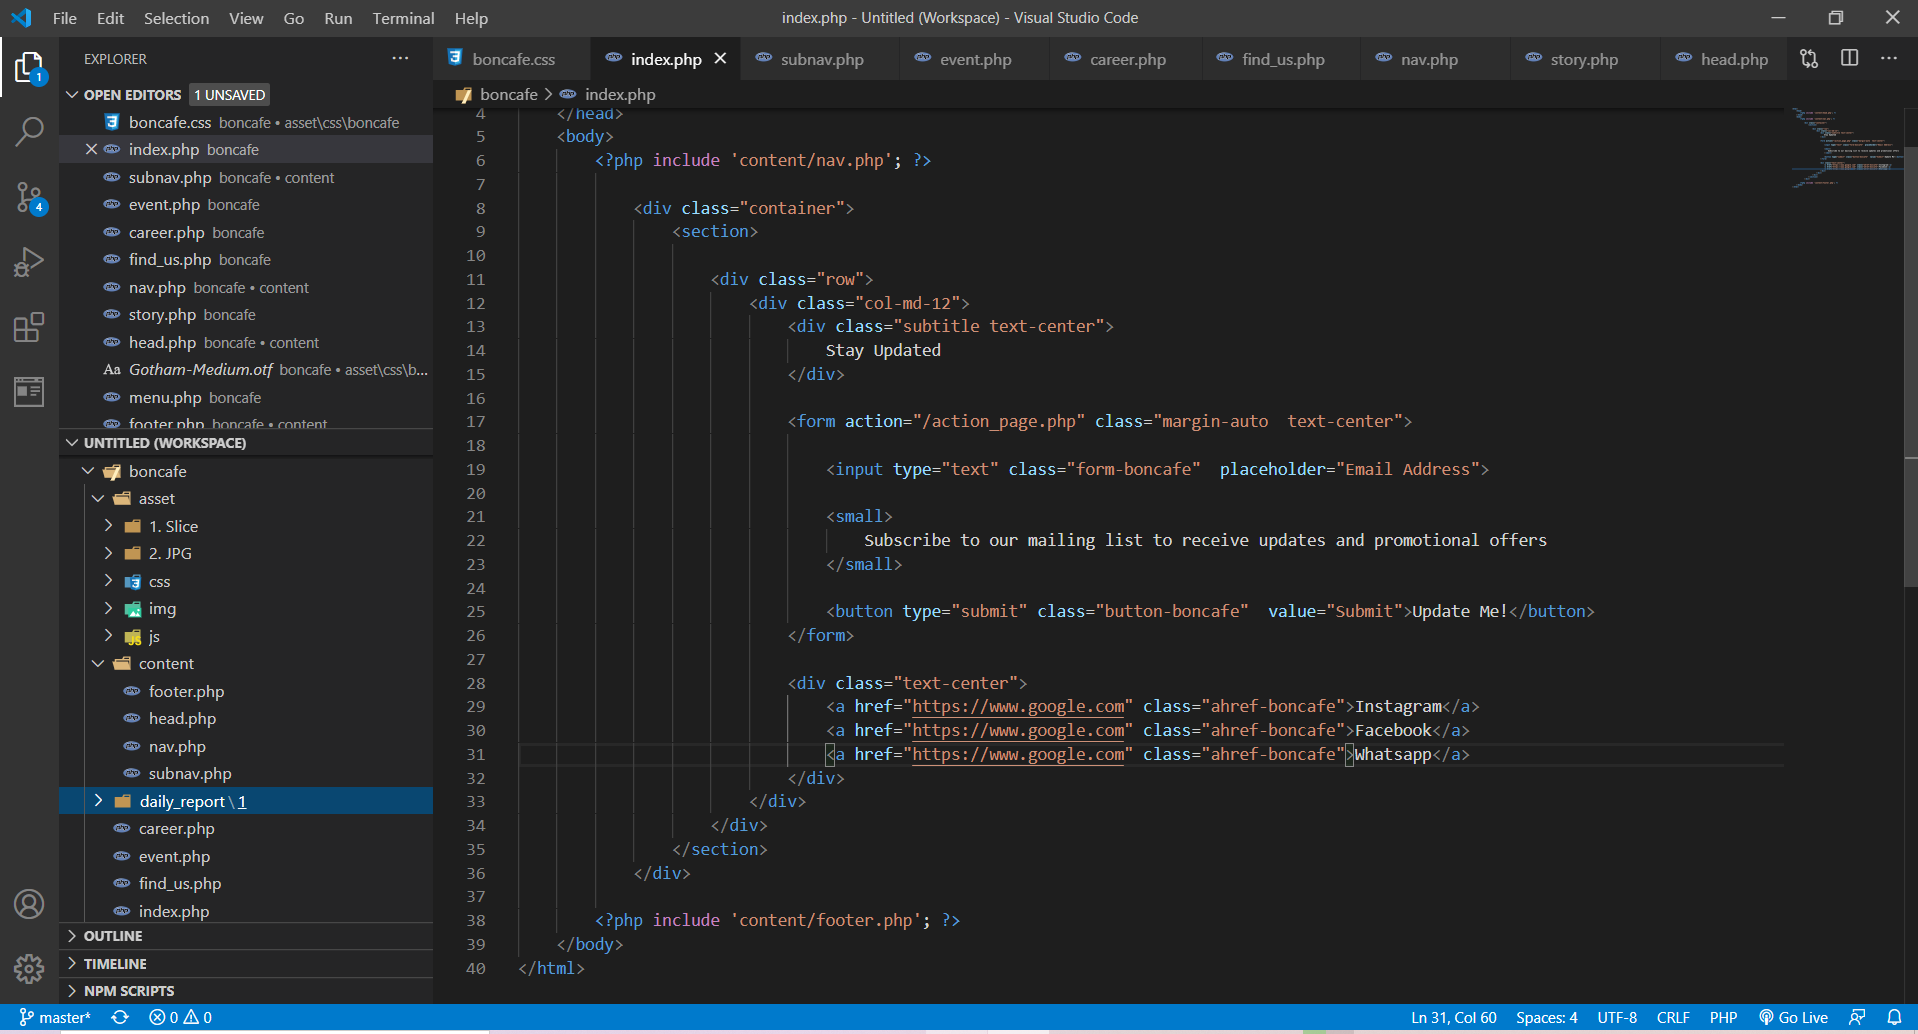 File Edit Selection View Go Run Terminal Help
index.php - Untitled (Workspace) - Visual Studio Code
1
4
EXPLORER
OPEN EDITORS 1 UNSAVED
boncafe.css boncafe • asset\css\boncafe
index.php boncafe
subnav.php boncafe • content
event.php boncafe
career.php boncafe
find_us.php boncafe
nav.php boncafe • content
story.php boncafe
head.php boncafe • content
Aa Gotham-Medium.otf boncafe • asset\css\b...
menu.php boncafe
footer.php boncafe • content
UNTITLED (WORKSPACE)
boncafe
asset
1. Slice
2. JPG
css
img
js
content
footer.php
head.php
nav.php
subnav.php
daily_report \ 1
career.php
event.php
find_us.php
index.php
OUTLINE
TIMELINE
NPM SCRIPTS
boncafe.css index.php subnav.php event.php career.php find_us.php nav.php story.php head.php
boncafe > index.php
4 </head>
5 <body>
6 <?php include 'content/nav.php'; ?>
7
8 <div class="container">
9 <section>
10
11 <div class="row">
12 <div class="col-md-12">
13 <div class="subtitle text-center">
14 Stay Updated
15 </div>
16
17 <form action="/action_page.php" class="margin-auto  text-center">
18
19 <input type="text" class="form-boncafe"  placeholder="Email Address">
20
21 <small>
22 Subscribe to our mailing list to receive updates and promotional offers
23 </small>
24
25 <button type="submit" class="button-boncafe"  value="Submit">Update Me!</button>
26 </form>
27
28 <div class="text-center">
29 <a href="https://www.google.com" class="ahref-boncafe">Instagram</a>
30 <a href="https://www.google.com" class="ahref-boncafe">Facebook</a>
31 <a href="https://www.google.com" class="ahref-boncafe">Whatsapp</a>
32 </div>
33 </div>
34 </div>
35 </section>
36 </div>
37
38 <?php include 'content/footer.php'; ?>
39 </body>
40 </html>
master* 0 0 Ln 31, Col 60 Spaces: 4 UTF-8 CRLF PHP Go Live